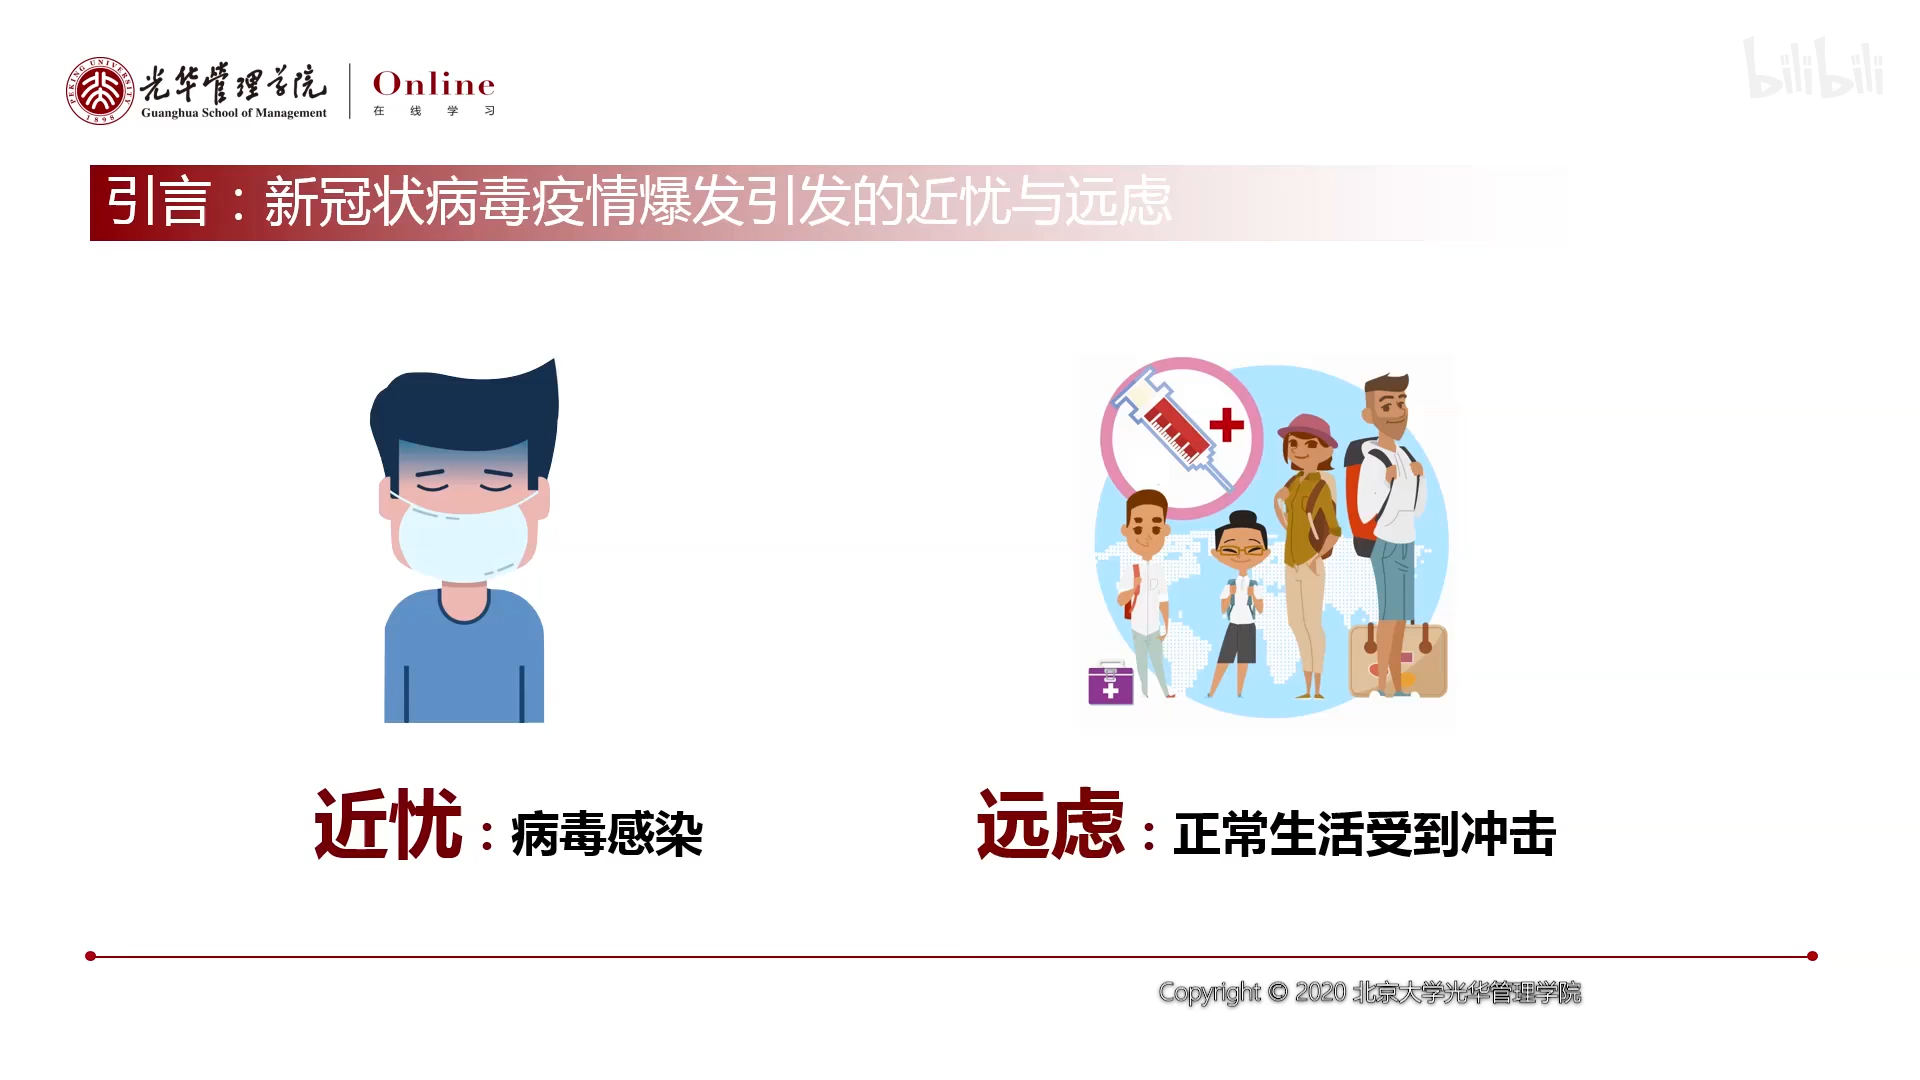 PEKING UNIVERSITY
1898
光华管理学院
Guanghua School of Management
Online
在线学习
bilibili
引言：新冠状病毒疫情爆发引发的近忧与远虑
近忧：病毒感染
远虑：正常生活受到冲击
Copyright © 2020 北京大学光华管理学院